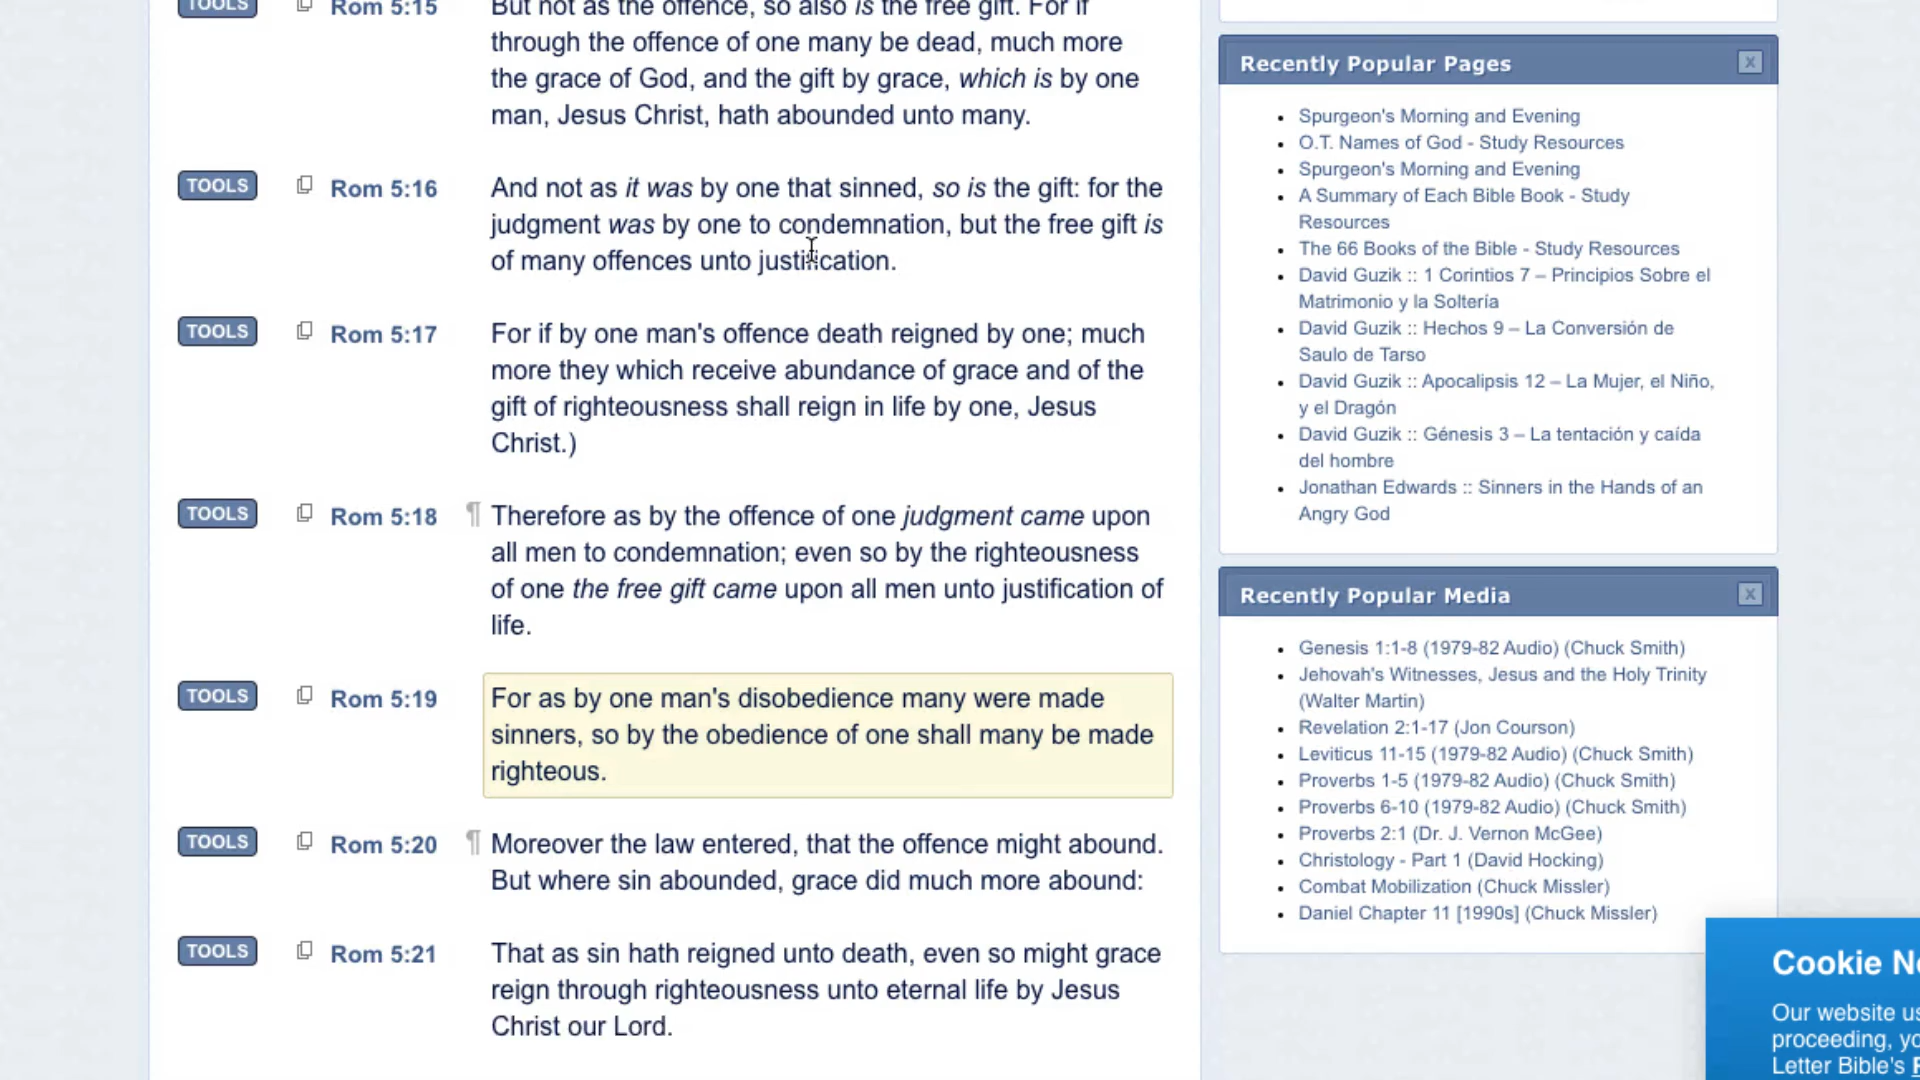 TOOLS Rom 5:15 But not as the offence, so also is the free gift. For if
through the offence of one many be dead, much more
the grace of God, and the gift by grace, which is by one
man, Jesus Christ, hath abounded unto many.
TOOLS Rom 5:16 And not as it was by one that sinned, so is the gift: for the
judgment was by one to condemnation, but the free gift is
of many offences unto justification.
TOOLS Rom 5:17 For if by one man's offence death reigned by one; much
more they which receive abundance of grace and of the
gift of righteousness shall reign in life by one, Jesus
Christ.)
TOOLS Rom 5:18 ¶ Therefore as by the offence of one judgment came upon
all men to condemnation; even so by the righteousness
of one the free gift came upon all men unto justification of
life.
TOOLS Rom 5:19 For as by one man's disobedience many were made
sinners, so by the obedience of one shall many be made
righteous.
TOOLS Rom 5:20 ¶ Moreover the law entered, that the offence might abound.
But where sin abounded, grace did much more abound:
TOOLS Rom 5:21 That as sin hath reigned unto death, even so might grace
reign through righteousness unto eternal life by Jesus
Christ our Lord.
Recently Popular Pages X
• Spurgeon's Morning and Evening
• O.T. Names of God - Study Resources
• Spurgeon's Morning and Evening
• A Summary of Each Bible Book - Study
Resources
• The 66 Books of the Bible - Study Resources
• David Guzik :: 1 Corintios 7 – Principios Sobre el
Matrimonio y la Soltería
• David Guzik :: Hechos 9 – La Conversión de
Saulo de Tarso
• David Guzik :: Apocalipsis 12 – La Mujer, el Niño,
y el Dragón
• David Guzik :: Génesis 3 – La tentación y caída
del hombre
• Jonathan Edwards :: Sinners in the Hands of an
Angry God
Recently Popular Media X
• Genesis 1:1-8 (1979-82 Audio) (Chuck Smith)
• Jehovah's Witnesses, Jesus and the Holy Trinity
(Walter Martin)
• Revelation 2:1-17 (Jon Courson)
• Leviticus 11-15 (1979-82 Audio) (Chuck Smith)
• Proverbs 1-5 (1979-82 Audio) (Chuck Smith)
• Proverbs 6-10 (1979-82 Audio) (Chuck Smith)
• Proverbs 2:1 (Dr. J. Vernon McGee)
• Christology - Part 1 (David Hocking)
• Combat Mobilization (Chuck Missler)
• Daniel Chapter 11 [1990s] (Chuck Missler)
Cookie
Our website
proceeding,
Letter Bible's